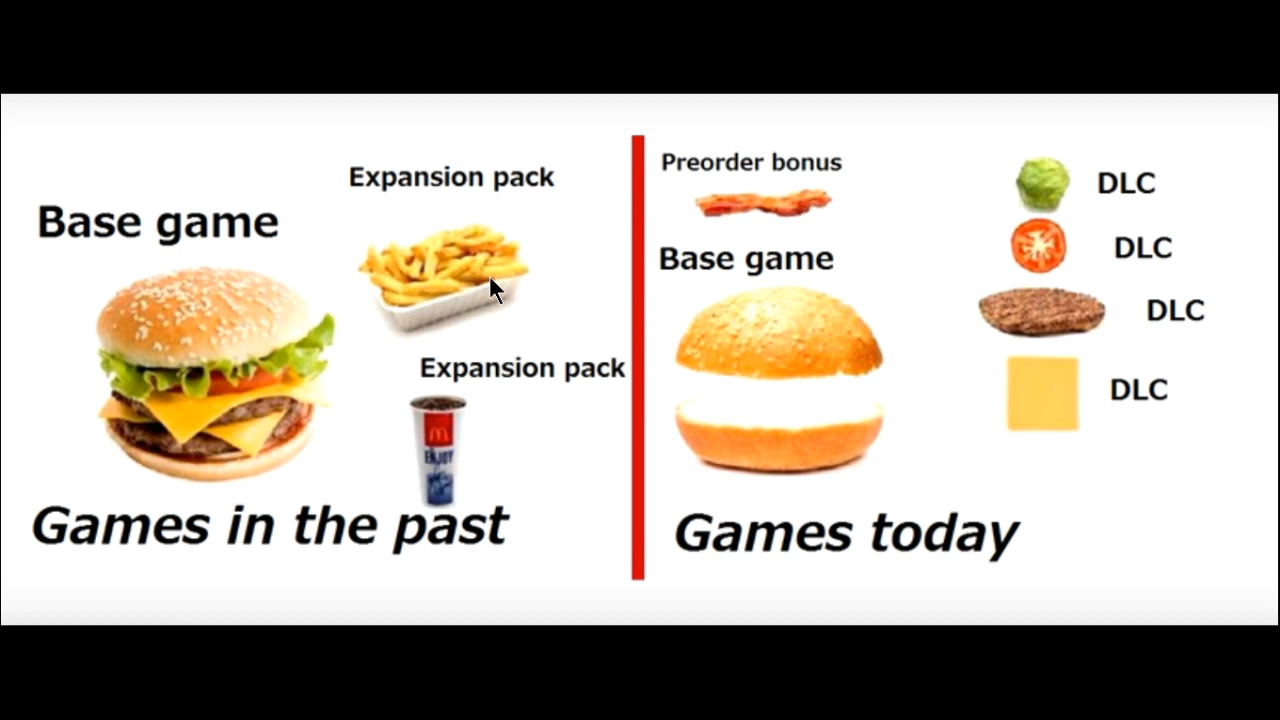 Base game
Expansion pack
Expansion pack
ENJOY
Games in the past
Preorder bonus
Base game
DLC
DLC
DLC
DLC
Games today